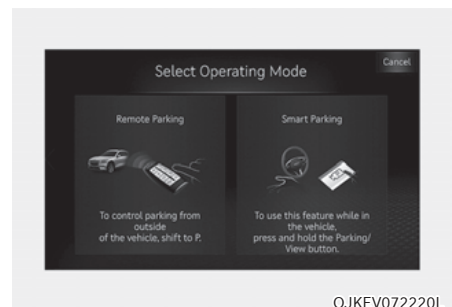 Select Operating Mode
Cancel
Remote Parking
To control parking from
outside
of the vehicle, shift to P.
Smart Parking
To use this feature while in
the vehicle,
press and hold the Parking/
View button.
OJKEV072220L